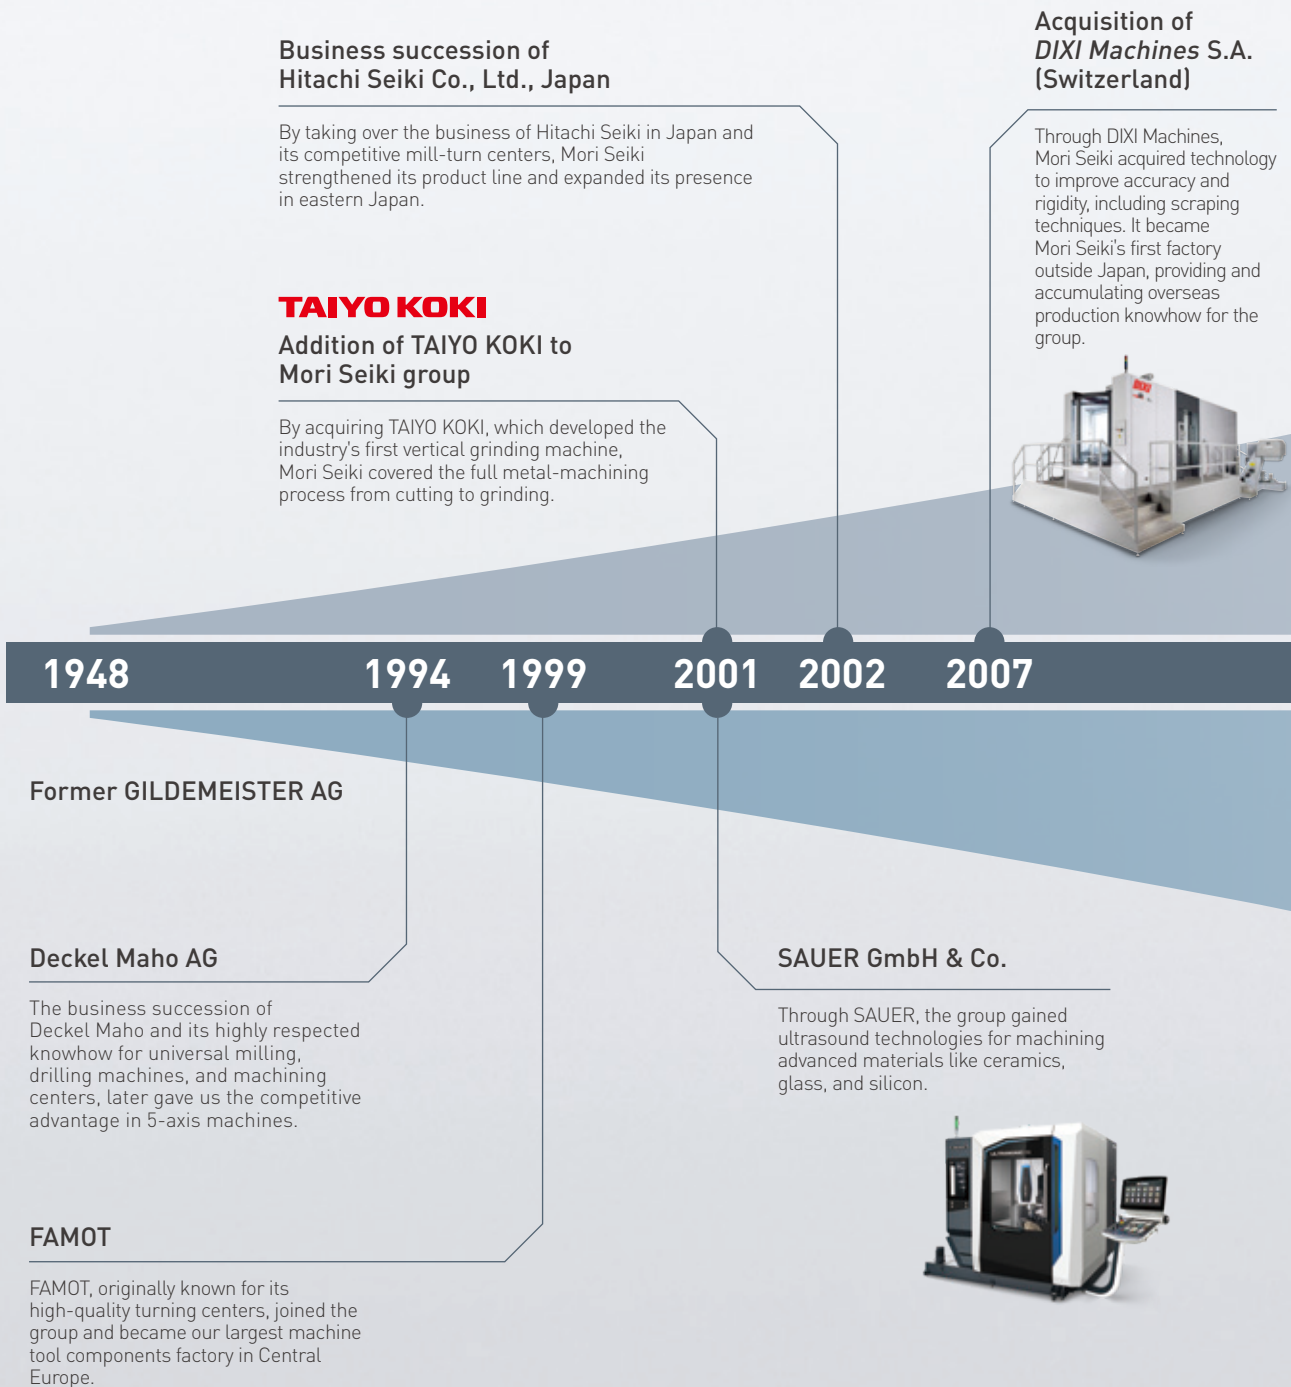 Business succession of
Hitachi Seiki Co., Ltd., Japan
By taking over the business of Hitachi Seiki in Japan and
its competitive mill-turn centers, Mori Seiki
strengthened its product line and expanded its presence
in eastern Japan.
TAIYO KOKI
Addition of TAIYO KOKI to
Mori Seiki group
By acquiring TAIYO KOKI, which developed the
industry's first vertical grinding machine,
Mori Seiki covered the full metal-machining
process from cutting to grinding.
Acquisition of
DIXI Machines S.A.
(Switzerland)
Through DIXI Machines,
Mori Seiki acquired technology
to improve accuracy and
rigidity, including scraping
techniques. It became
Mori Seiki's first factory
outside Japan, providing and
accumulating overseas
production knowhow for the
group.
DIXI
1948 1994 1999 2001 2002 2007
Former GILDEMEISTER AG
Deckel Maho AG
The business succession of
Deckel Maho and its highly respected
knowhow for universal milling,
drilling machines, and machining
centers, later gave us the competitive
advantage in 5-axis machines.
FAMOT
FAMOT, originally known for its
high-quality turning centers, joined the
group and became our largest machine
tool components factory in Central
Europe.
SAUER GmbH & Co.
Through SAUER, the group gained
ultrasound technologies for machining
advanced materials like ceramics,
glass, and silicon.